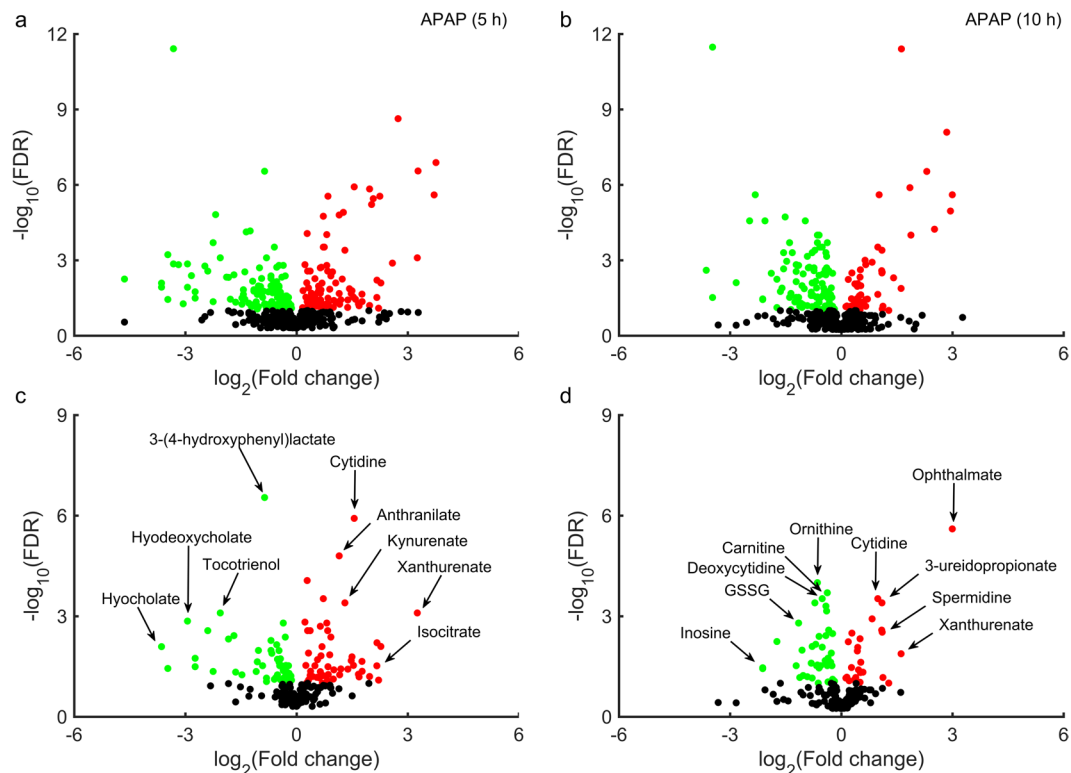 a
APAP (5 h)
12
9
6
3
0
-6
-3
0
3
6
-log10(FDR)
log2(Fold change)
b
APAP (10 h)
12
9
6
3
0
-6
-3
0
3
6
-log10(FDR)
log2(Fold change)
c
9
6
3
0
-6
-3
0
3
6
-log10(FDR)
log2(Fold change)
3-(4-hydroxyphenyl)lactate
Cytidine
Anthranilate
Hyodeoxycholate
Kynurenate
Tocotrienol
Xanthurenate
Hyocholate
Isocitrate
d
9
6
3
0
-6
-3
0
3
6
-log10(FDR)
log2(Fold change)
Ophthalmate
Ornithine
Cytidine
Carnitine
3-ureidopropionate
Deoxycytidine
GSSG
Spermidine
Xanthurenate
Inosine